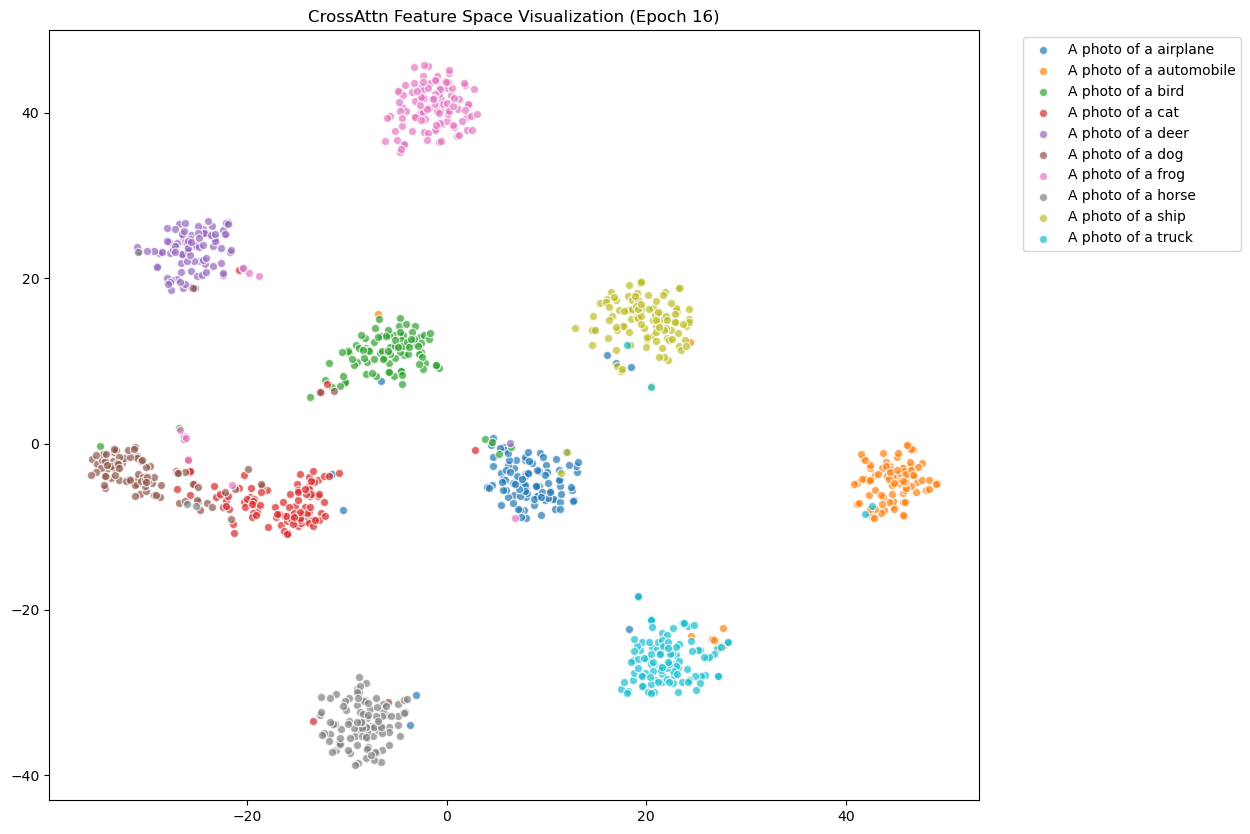 CrossAttn Feature Space Visualization (Epoch 16)
A photo of a airplane
A photo of a automobile
A photo of a bird
A photo of a cat
A photo of a deer
A photo of a dog
A photo of a frog
A photo of a horse
A photo of a ship
A photo of a truck
40
20
0
−20
−40
−20 0 20 40